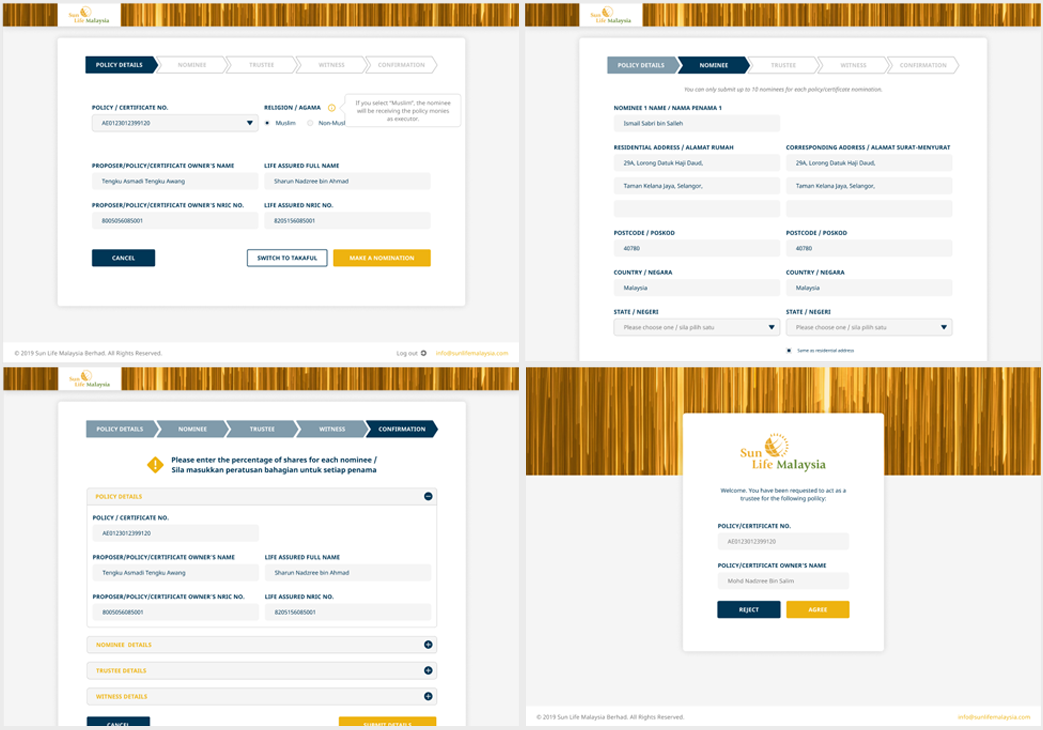 Sun
Life Malaysia
POLICY DETAILS
NOMINEE
TRUSTEE
WITNESS
CONFIRMATION
POLICY / CERTIFICATE NO.
AE0123012399120
RELIGION / AGAMA
Muslim
If you select "Muslim", the nominee
will be receiving the policy monies
as executor.
PROPOSER/POLICY/CERTIFICATE OWNER'S NAME
Tengku Asmadi Tengku Awang
LIFE ASSURED FULL NAME
Sharun Nadzree bin Ahmad
PROPOSER/POLICY/CERTIFICATE OWNER'S NRIC NO.
8005056085001
LIFE ASSURED NRIC NO.
8205156085001
CANCEL
SWITCH TO TAKAFUL
MAKE A NOMINATION
© 2019 Sun Life Malaysia Berhad. All Rights Reserved.
Log out
info@sunlifemalaysia.com
Sun
Life Malaysia
POLICY DETAILS
NOMINEE
TRUSTEE
WITNESS
CONFIRMATION
You can only submit up to 10 nominees for each policy/certificate nomination.
NOMINEE 1 NAME / NAMA PENAMA 1
Ismail Sabri bin Salleh
RESIDENTIAL ADDRESS / ALAMAT RUMAH
CORRESPONDING ADDRESS / ALAMAT SURAT-MENYURAT
29A, Lorong Datuk Haji Daud,
29A, Lorong Datuk Haji Daud,
Taman Kelana Jaya, Selangor,
Taman Kelana Jaya, Selangor,
POSTCODE / POSKOD
POSTCODE / POSKOD
40780
40780
COUNTRY / NEGARA
COUNTRY / NEGARA
Malaysia
Malaysia
STATE / NEGERI
STATE / NEGERI
Please choose one / sila pilih satu
Please choose one / sila pilih satu
Same as residential address
Sun
Life Malaysia
POLICY DETAILS
NOMINEE
TRUSTEE
WITNESS
CONFIRMATION
Please enter the percentage of shares for each nominee /
Sila masukkan peratusan bahagian untuk setiap penama
POLICY DETAILS
POLICY / CERTIFICATE NO.
AE0123012399120
PROPOSER/POLICY/CERTIFICATE OWNER'S NAME
LIFE ASSURED FULL NAME
Tengku Asmadi Tengku Awang
Sharun Nadzree bin Ahmad
PROPOSER/POLICY/CERTIFICATE OWNER'S NRIC NO.
LIFE ASSURED NRIC NO.
8005056085001
8205156085001
NOMINEE DETAILS
TRUSTEE DETAILS
WITNESS DETAILS
CANCEL
SUBMIT DETAILS
Sun
Life Malaysia
Welcome. You have been requested to act as a
trustee for the following policy:
POLICY/CERTIFICATE NO.
AE0123012399120
POLICY/CERTIFICATE OWNER'S NAME
Mohd Nadzree Bin Salim
REJECT
AGREE
© 2019 Sun Life Malaysia Berhad. All Rights Reserved.
info@sunlifemalaysia.com